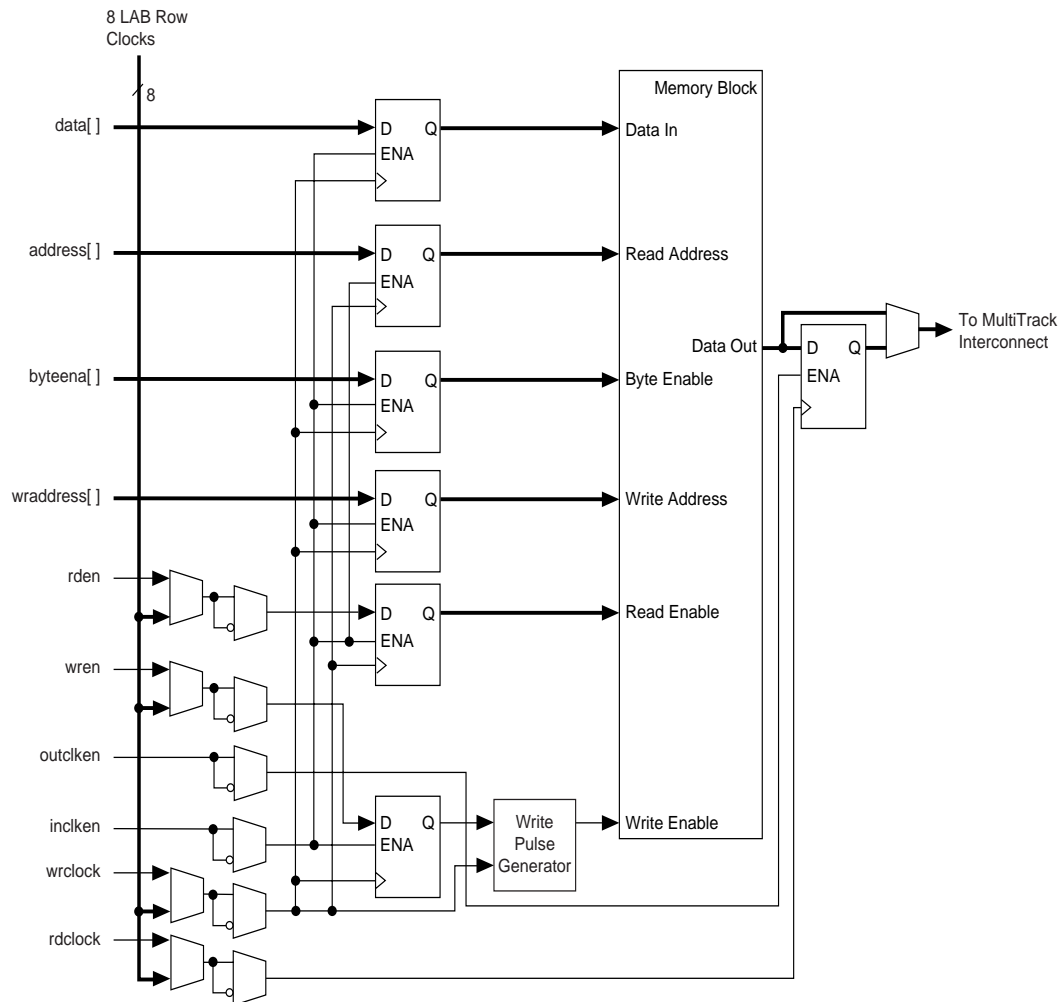 8 LAB Row
Clocks
8
Memory Block
data[ ]
D Q
Data In
ENA
address[ ]
D Q
Read Address
ENA
To MultiTrack
Interconnect
Data Out
D Q
ENA
byteena[ ]
D Q
Byte Enable
ENA
wraddress[ ]
D Q
Write Address
ENA
rden
D Q
Read Enable
ENA
wren
outclken
inclken
D Q
ENA
Write
Pulse
Generator
Write Enable
wrclock
rdclock